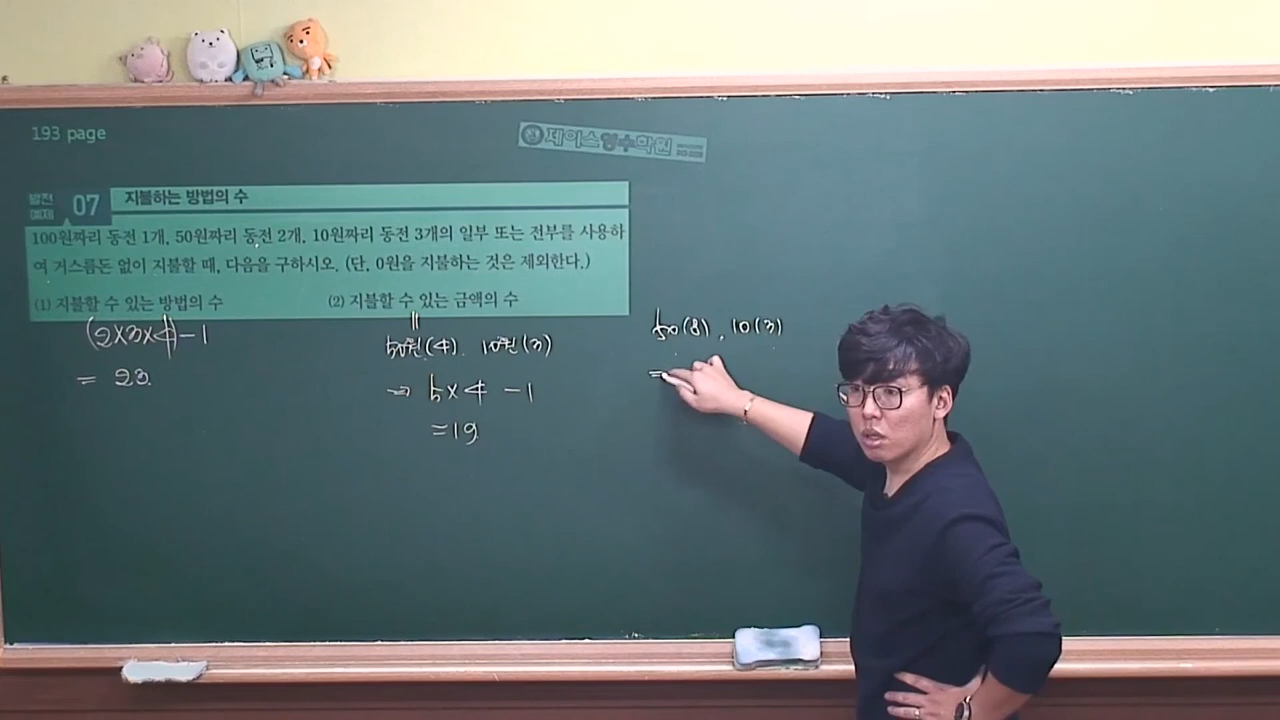 193 page
제이스영수학원
발전
예제 07 지불하는 방법의 수
100원짜리 동전 1개, 50원짜리 동전 2개, 10원짜리 동전 3개의 일부 또는 전부를 사용하
여 거스름돈 없이 지불할 때, 다음을 구하시오. (단, 0원을 지불하는 것은 제외한다.)
(1) 지불할 수 있는 방법의 수 (2) 지불할 수 있는 금액의 수
(2×3×4)-1
= 23.
50원(4), 10원(3)
⇒ 5×4 -1
=19
50(8), 10(3)
=